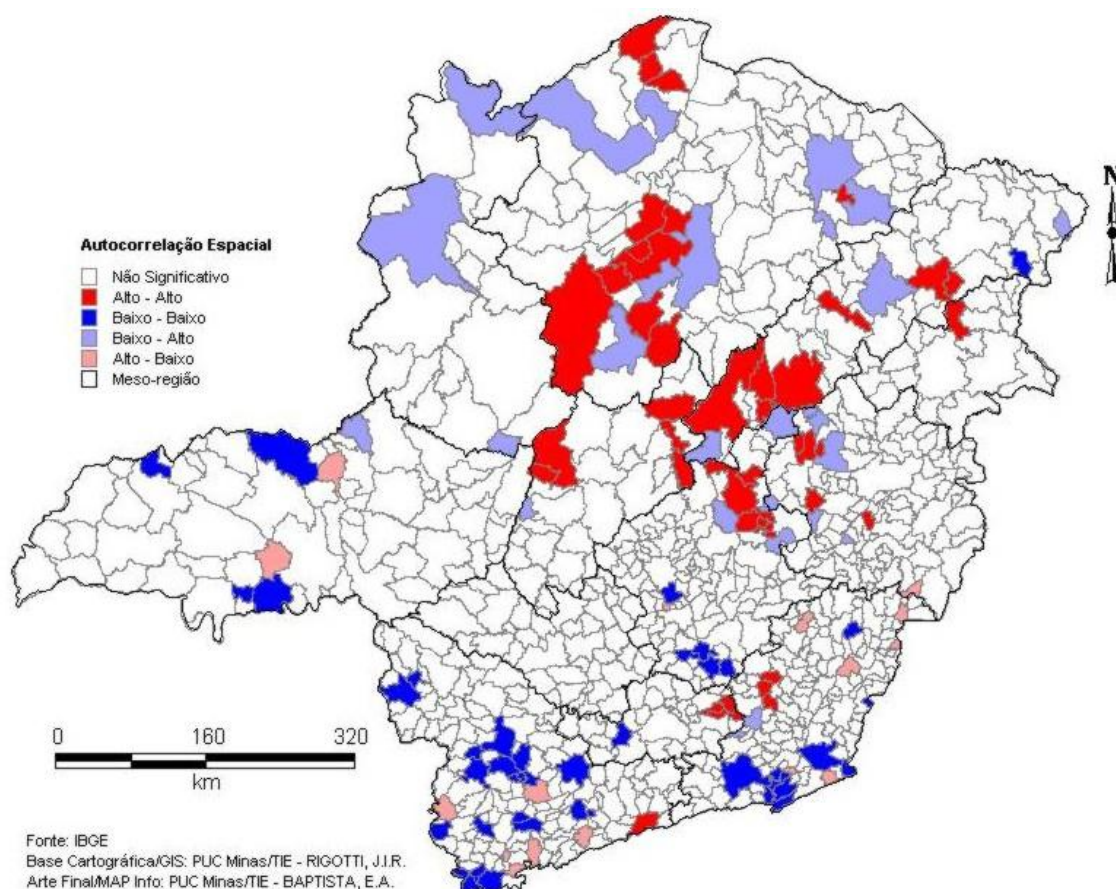 N
Autocorrelação Espacial
Não Significativo
Alto - Alto
Baixo - Baixo
Baixo - Alto
Alto - Baixo
Meso-região
0 160 320
km
Fonte: IBGE
Base Cartográfica/GIS: PUC Minas/TIE - RIGOTTI, J.I.R.
Arte Final/MAP Info: PUC Minas/TIE - BAPTISTA, E.A.